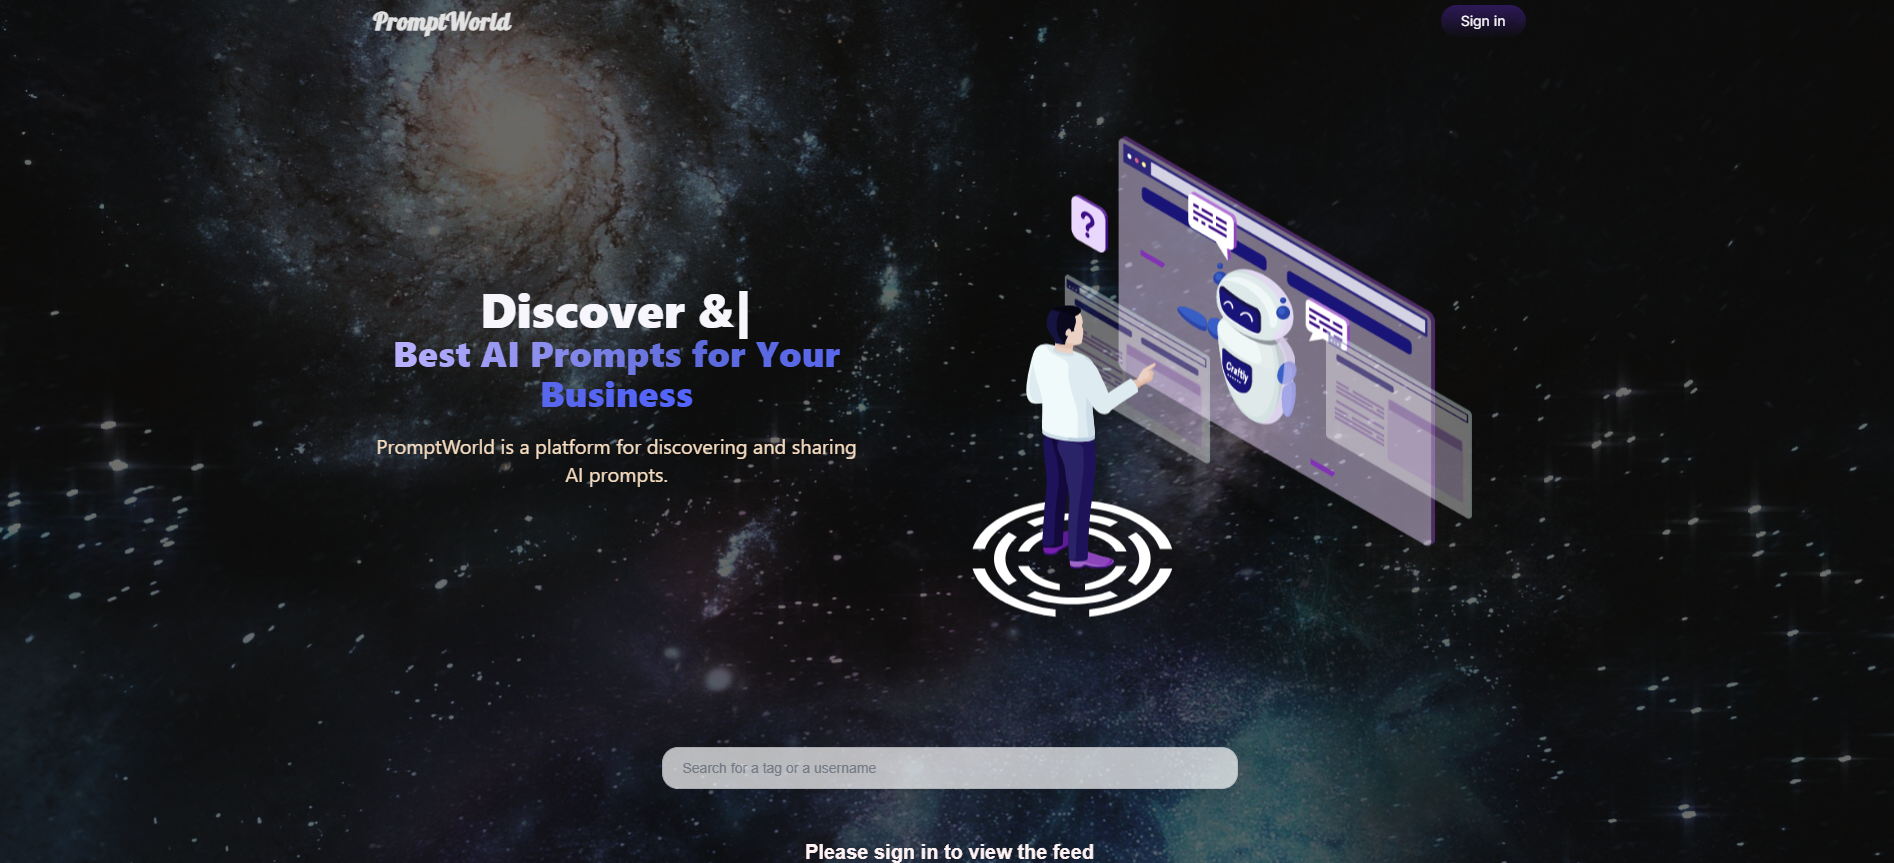 PromptWorld
Sign in
Discover &|
Best AI Prompts for Your
Business
PromptWorld is a platform for discovering and sharing
AI prompts.
?
Craftly
Search for a tag or a username
Please sign in to view the feed